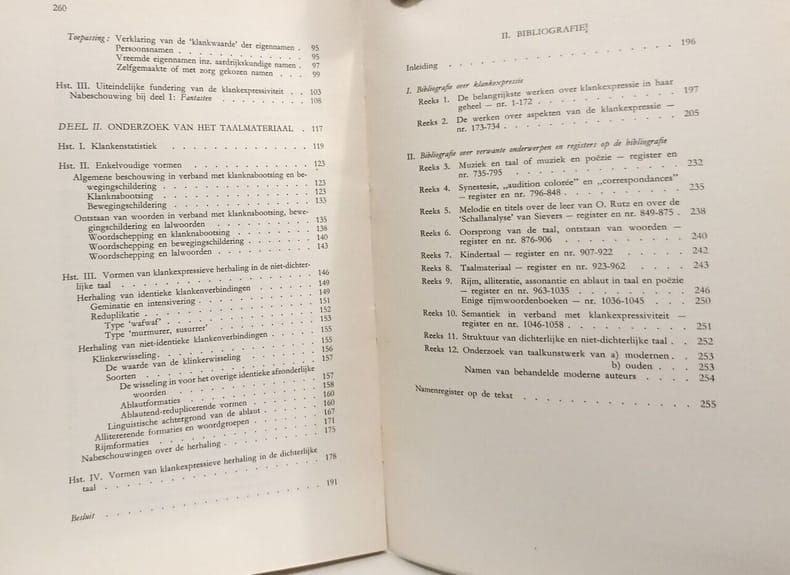 260
Toepassing: Verklaring van de 'klankwaarde' der eigennamen . 95
Persoonsnamen . . . . . . . . . . . . . . 95
Vreemde eigennamen inz. aardrijkskundige namen . 97
Zelfgemaakte of met zorg gekozen namen . . . . 99
Hst. III. Uiteindelijke fundering van de klankexpressiviteit . . 103
Nabeschouwing bij deel 1: Fantasten . . . . . . . . . 108
DEEL II. ONDERZOEK VAN HET TAALMATERIAAL . 117
Hst. I. Klankenstatistiek . . . . . . . . . . . . . 119
Hst. II. Enkelvoudige vormen . . . . . . . . . . . 123
Algemene beschouwing in verband met klanknabootsing en be-
wegingschildering . . . . . . . . . . . . . 123
Klanknabootsing . . . . . . . . . . . . . 123
Bewegingschildering . . . . . . . . . . . . 133
Ontstaan van woorden in verband met klanknabootsing, bewe-
gingschildering en lalwoorden . . . . . . . . . 135
Woordschepping en klanknabootsing . . . . . . . 138
Woordschepping en bewegingschildering . . . . . . 140
Woordschepping en lalwoorden . . . . . . . . . 143
Hst. III. Vormen van klankexpressieve herhaling in de niet-dichter-
lijke taal . . . . . . . . . . . . . . . 146
Herhaling van identieke klankenverbindingen . . . . . . 149
Geminatie en intensivering . . . . . . . . . . . 149
Reduplikatie . . . . . . . . . . . . . . . 151
Type 'wafwaf' . . . . . . . . . . . . . 152
Type 'murmurer, susurrer' . . . . . . . . . . 153
Herhaling van niet-identieke klankenverbindingen . . . . . 155
Klinkerwisseling . . . . . . . . . . . . . . 155
De waarde van de klinkerwisseling . . . . . . . 156
Soorten . . . . . . . . . . . . . . . 157
De wisseling in voor het overige identieke afzonderlijke
woorden . . . . . . . . . . . . . . 157
Ablautformaties . . . . . . . . . . . . 158
Ablautend-reduplicerende vormen . . . . . . . 160
Linguistische achtergrond van de ablaut . . . . . . 160
Allitererende formaties en woordgroepen . . . . . . . 167
Rijmformaties . . . . . . . . . . . . . . . 171
Nabeschouwingen over de herhaling . . . . . . . . . 175
Hst. IV. Vormen van klankexpressieve herhaling in de dichterlijke
taal . . . . . . . . . . . . . . . . . 178
Besluit . . . . . . . . . . . . . . . . . 191
II. BIBLIOGRAFIE
Inleiding . . . . . . . . . . . . . . . . 196
I. Bibliografie over klankexpressie
Reeks 1. De belangrijkste werken over klankexpressie in haar
geheel — nr. 1-172 . . . . . . . . . . . 197
Reeks 2. De werken over aspekten van de klankexpressie —
nr. 173-734 . . . . . . . . . . . . . 205
II. Bibliografie over verwante onderwerpen en registers op de bibliografie
Reeks 3. Muziek en taal of muziek en poëzie — register en
nr. 735-795 . . . . . . . . . . . . . 232
Reeks 4. Synestesie, „audition colorée” en „correspondances”
— register en nr. 796-848 . . . . . . . . . 235
Reeks 5. Melodie en titels over de leer van O. Rutz en over de
'Schallanalyse' van Sievers — register en nr. 849-875 . 238
Reeks 6. Oorsprong van de taal, ontstaan van woorden —
register en nr. 876-906 . . . . . . . . . . 240
Reeks 7. Kindertaal — register en nr. 907-922 . . . . . 242
Reeks 8. Taalmateriaal — register en nr. 923-962 . . . . 243
Reeks 9. Rijm, alliteratie, assonantie en ablaut in taal en poëzie
— register en nr. 963-1035 . . . . . . . . 246
Enige rijmwoordenboeken — nr. 1036-1045 . . . . 250
Reeks 10. Semantiek in verband met klankexpressiviteit —
register en nr. 1046-1058 . . . . . . . . . 251
Reeks 11. Struktuur van dichterlijke en niet-dichterlijke taal . . 252
Reeks 12. Onderzoek van taalkunstwerk van a) modernen . . 253
b) ouden . . . 253
Namen van behandelde moderne auteurs . . . . . 254
Namenregister op de tekst . . . . . . . . . . . . 255